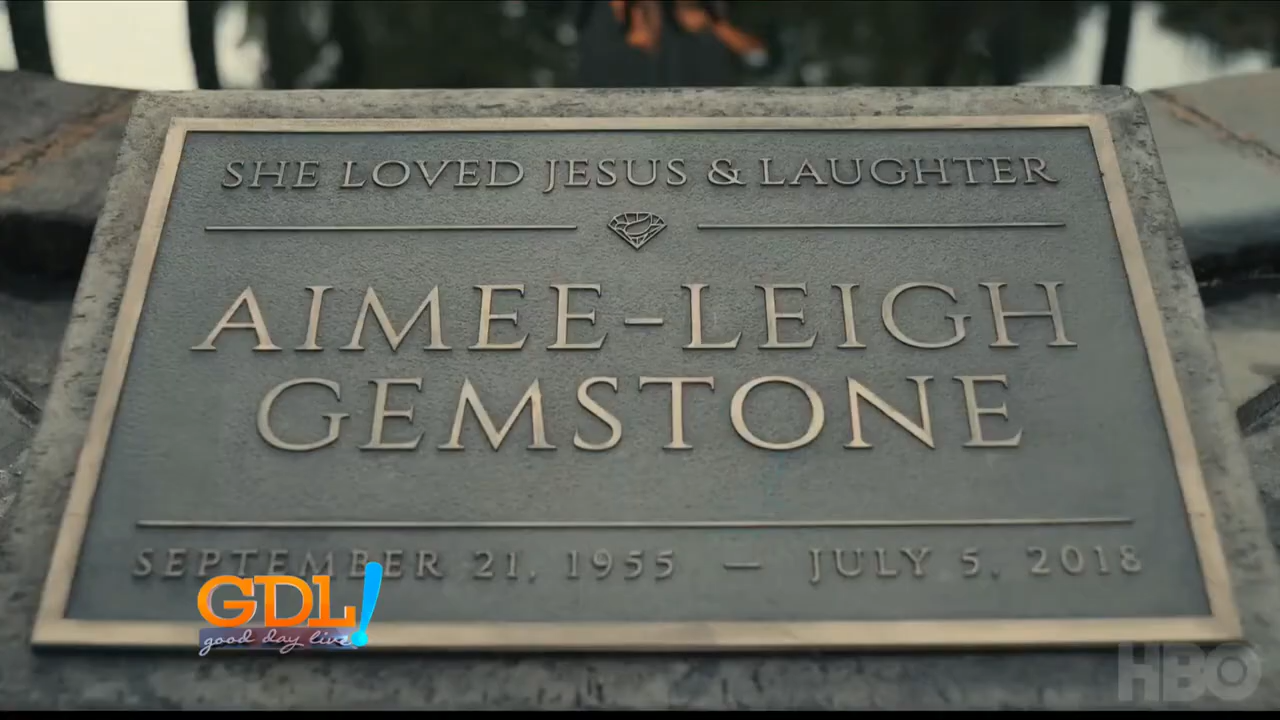 SHE LOVED JESUS & LAUGHTER
AIMEE-LEIGH
GEMSTONE
SEPTEMBER 21, 1955 — JULY 5, 2018
GDL!
good day live
HBO